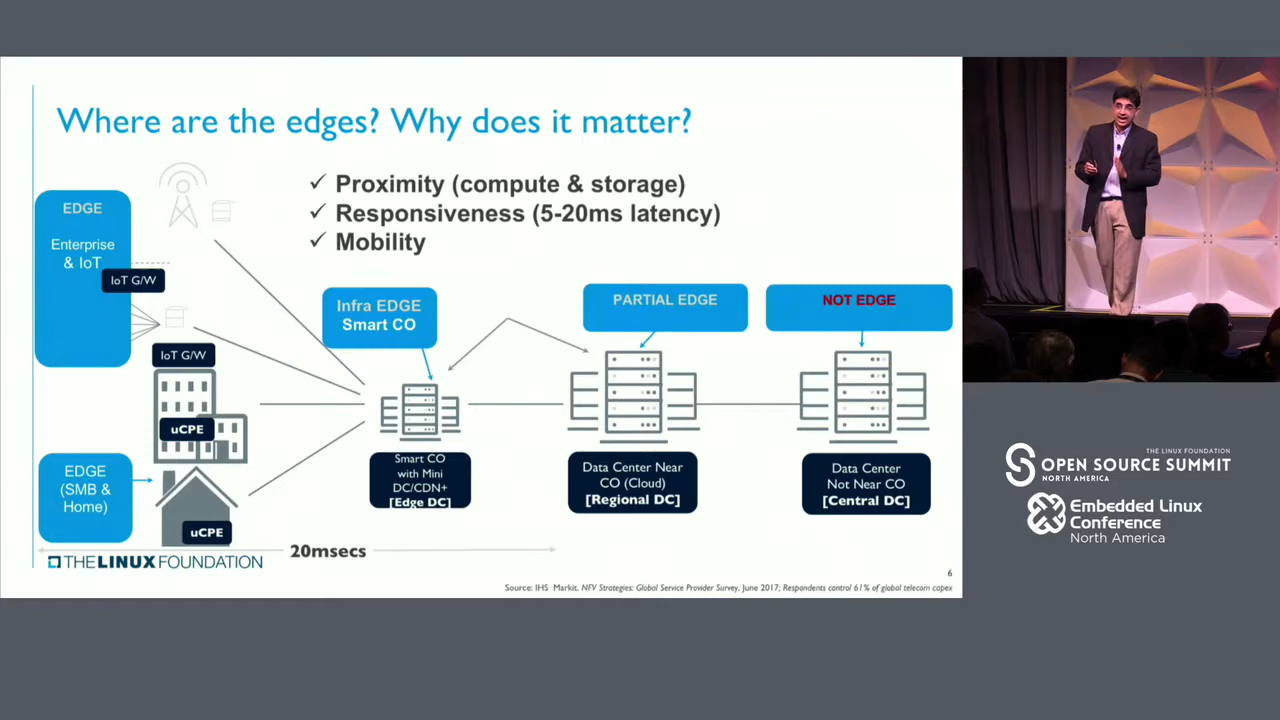 Where are the edges? Why does it matter?
✓ Proximity (compute & storage)
✓ Responsiveness (5-20ms latency)
✓ Mobility
EDGE
Enterprise
& IoT
IoT G/W
IoT G/W
uCPE
EDGE
(SMB &
Home)
uCPE
Infra EDGE
Smart CO
PARTIAL EDGE
NOT EDGE
Smart CO
with Mini
DC/CDN+
[Edge DC]
Data Center Near
CO (Cloud)
[Regional DC]
Data Center
Not Near CO
[Central DC]
20msecs
THE LINUX FOUNDATION
6
Source: IHS Markit, NFV Strategies: Global Service Provider Survey, June 2017; Respondents control 61% of global telecom capex
THE LINUX FOUNDATION
OPEN SOURCE SUMMIT
NORTH AMERICA
Embedded Linux
Conference
North America